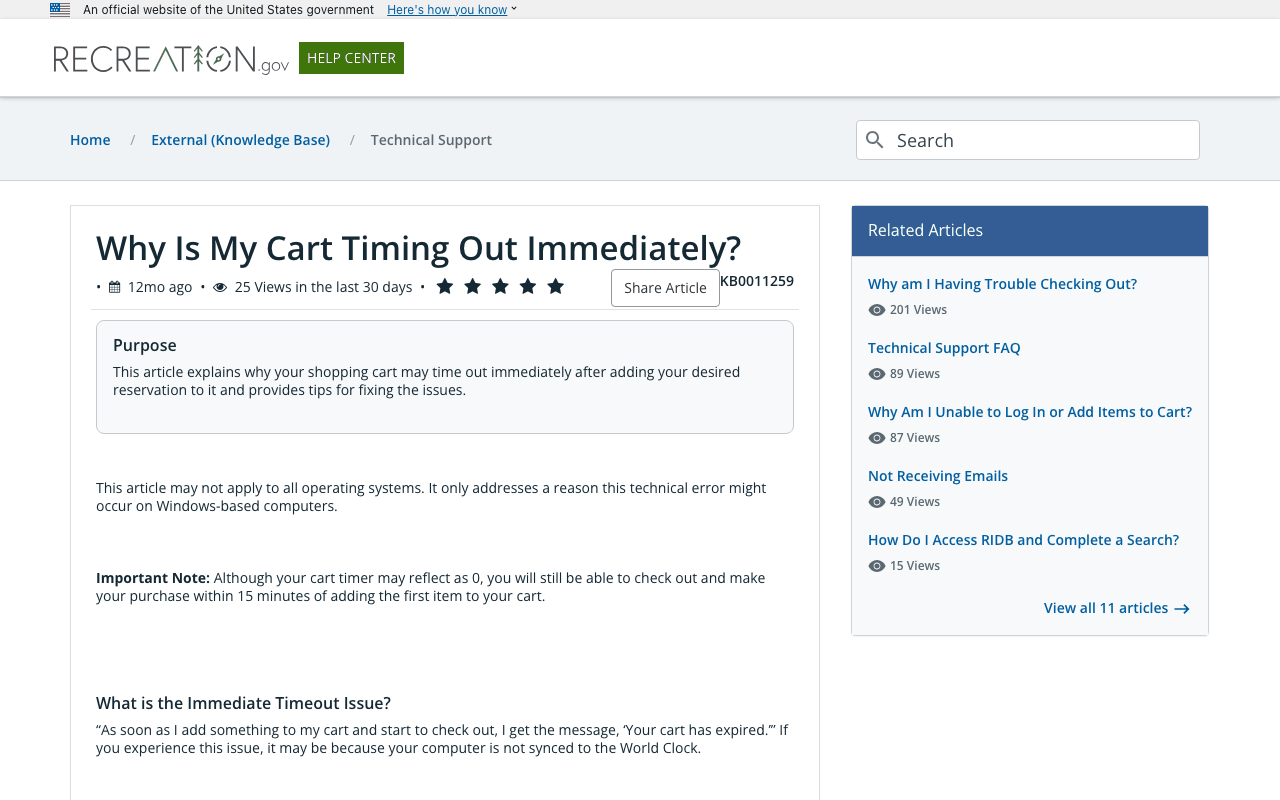 An official website of the United States government Here's how you know
RECREATION.gov HELP CENTER
Home / External (Knowledge Base) / Technical Support
Search
Why Is My Cart Timing Out Immediately?
• 12mo ago • 25 Views in the last 30 days •
Share Article
KB0011259
Purpose
This article explains why your shopping cart may time out immediately after adding your desired
reservation to it and provides tips for fixing the issues.
This article may not apply to all operating systems. It only addresses a reason this technical error might
occur on Windows-based computers.
Important Note: Although your cart timer may reflect as 0, you will still be able to check out and make
your purchase within 15 minutes of adding the first item to your cart.
What is the Immediate Timeout Issue?
“As soon as I add something to my cart and start to check out, I get the message, ‘Your cart has expired.’” If
you experience this issue, it may be because your computer is not synced to the World Clock.
Related Articles
Why am I Having Trouble Checking Out?
201 Views
Technical Support FAQ
89 Views
Why Am I Unable to Log In or Add Items to Cart?
87 Views
Not Receiving Emails
49 Views
How Do I Access RIDB and Complete a Search?
15 Views
View all 11 articles